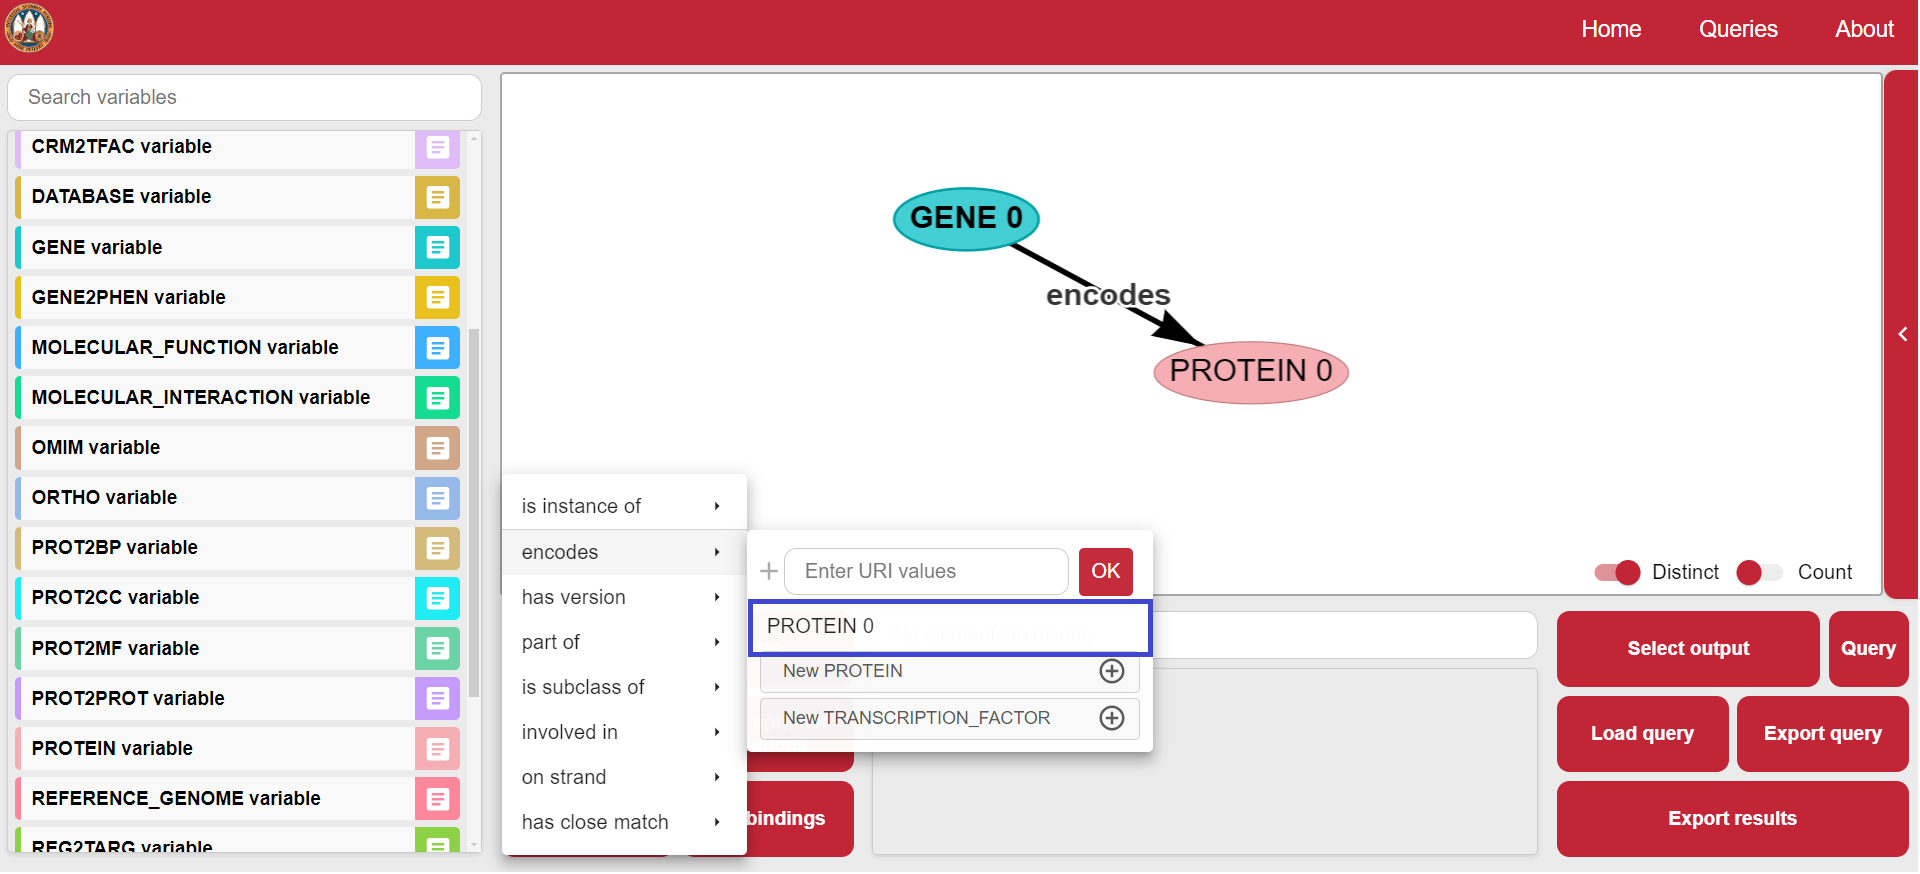 Home
Queries
About
Search variables
CRM2TFAC variable
DATABASE variable
GENE variable
GENE2PHEN variable
MOLECULAR_FUNCTION variable
MOLECULAR_INTERACTION variable
OMIM variable
ORTHO variable
PROT2BP variable
PROT2CC variable
PROT2MF variable
PROT2PROT variable
PROTEIN variable
REFERENCE_GENOME variable
REG2TARG variable
GENE 0
encodes
PROTEIN 0
Distinct
Count
is instance of
encodes
has version
part of
is subclass of
involved in
on strand
has close match
Enter URI values
OK
PROTEIN 0
No elements to display
New PROTEIN
New TRANSCRIPTION_FACTOR
bindings
Select output
Query
Load query
Export query
Export results